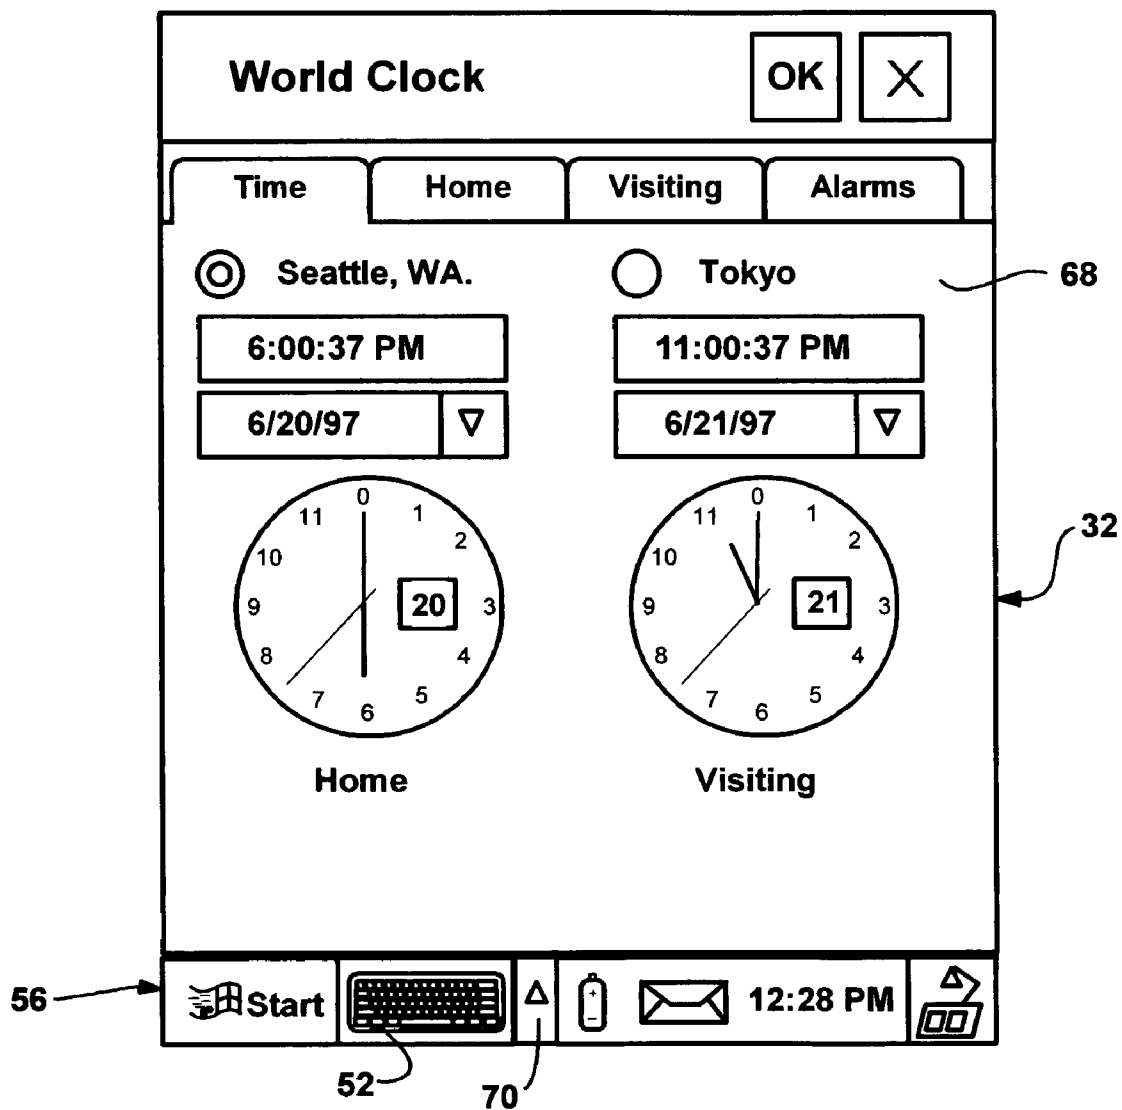 World Clock OK X
Time Home Visiting Alarms
Seattle, WA. Tokyo 68
6:00:37 PM 11:00:37 PM
6/20/97 6/21/97
0 1 2 3 4 5 6 7 8 9 10 11
20
0 1 2 3 4 5 6 7 8 9 10 11
21
32
Home Visiting
56 Start 12:28 PM
52 70